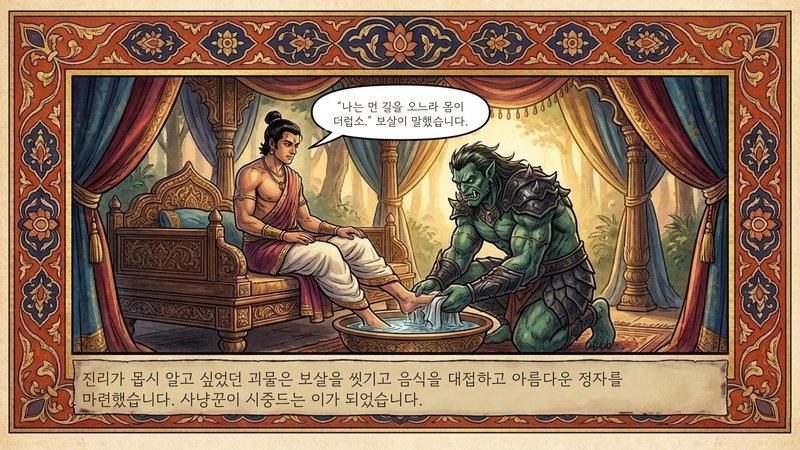 “나는 먼 길을 오느라 몸이
더럽소.” 보살이 말했습니다.
진리가 몹시 알고 싶었던 괴물은 보살을 씻기고 음식을 대접하고 아름다운 정자를
마련했습니다. 사냥꾼이 시중드는 이가 되었습니다.